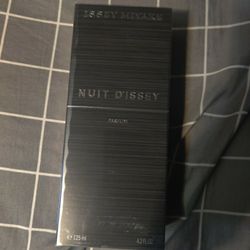 ISSEY MIYAKE
NUIT D'ISSEY
PARFUM
e 125 ml 4.2 fl.oz